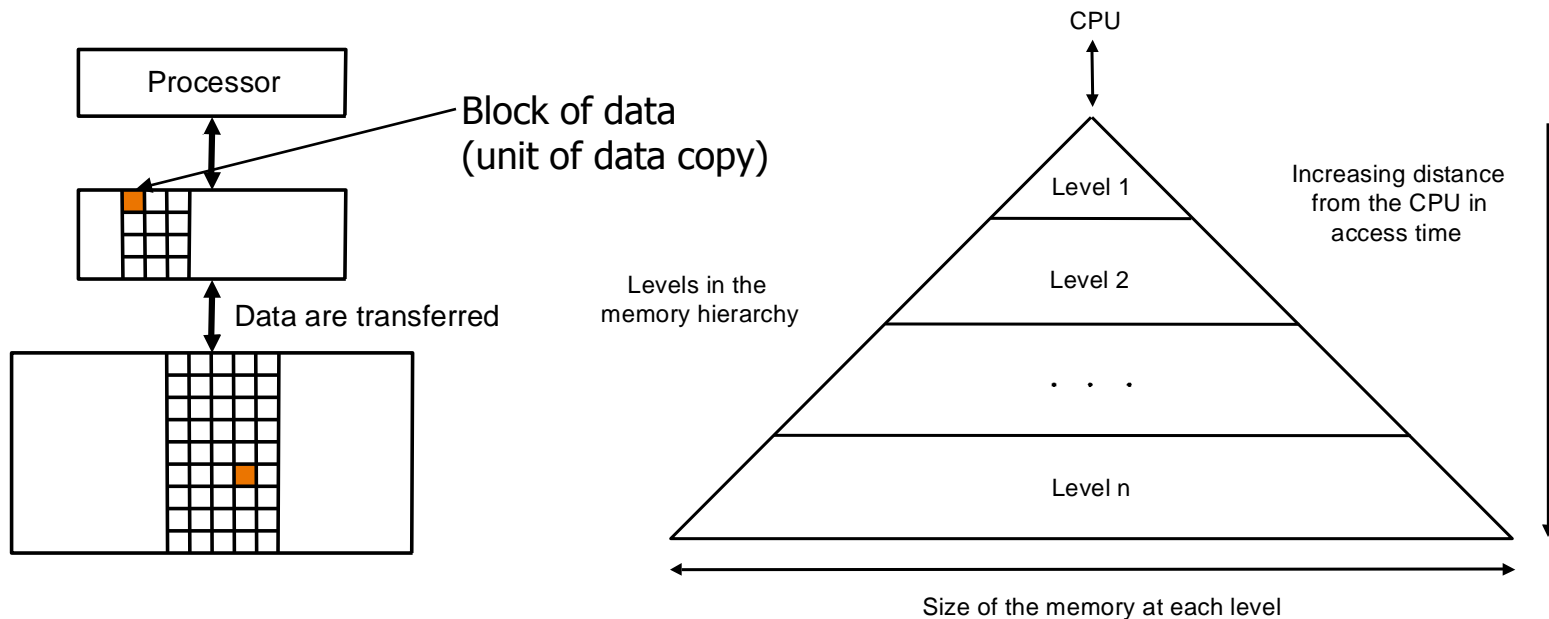 Processor
Block of data
(unit of data copy)
Data are transferred
CPU
Level 1
Level 2
. . .
Level n
Levels in the
memory hierarchy
Increasing distance
from the CPU in
access time
Size of the memory at each level